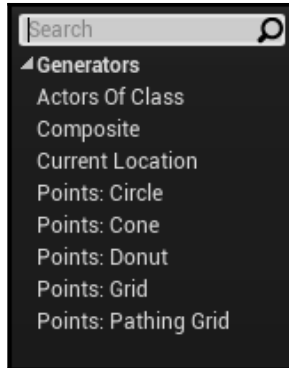 Search
Generators
Actors Of Class
Composite
Current Location
Points: Circle
Points: Cone
Points: Donut
Points: Grid
Points: Pathing Grid